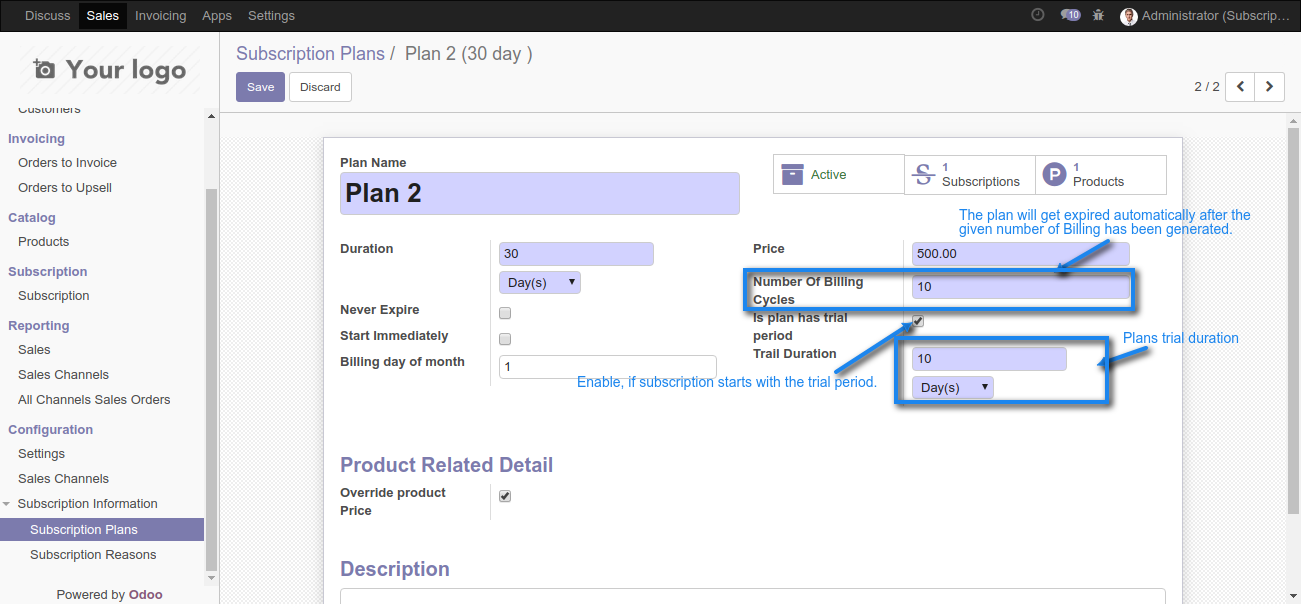 Discuss Sales Invoicing Apps Settings
10 Administrator (Subscrip...
Your logo
Customers
Invoicing
Orders to Invoice
Orders to Upsell
Catalog
Products
Subscription
Subscription
Reporting
Sales
Sales Channels
All Channels Sales Orders
Configuration
Settings
Sales Channels
Subscription Information
Subscription Plans
Subscription Reasons
Powered by Odoo
Subscription Plans / Plan 2 (30 day )
Save Discard
2 / 2
Plan Name
Plan 2
Active
1
Subscriptions
P
1
Products
The plan will get expired automatically after the
given number of Billing has been generated.
Duration
30
Day(s)
Never Expire
Start Immediately
Billing day of month
1
Price
500.00
Number Of Billing
Cycles
10
Is plan has trial
period
Trail Duration
10
Day(s)
Plans trial duration
Enable, if subscription starts with the trial period.
Product Related Detail
Override product
Price
Description